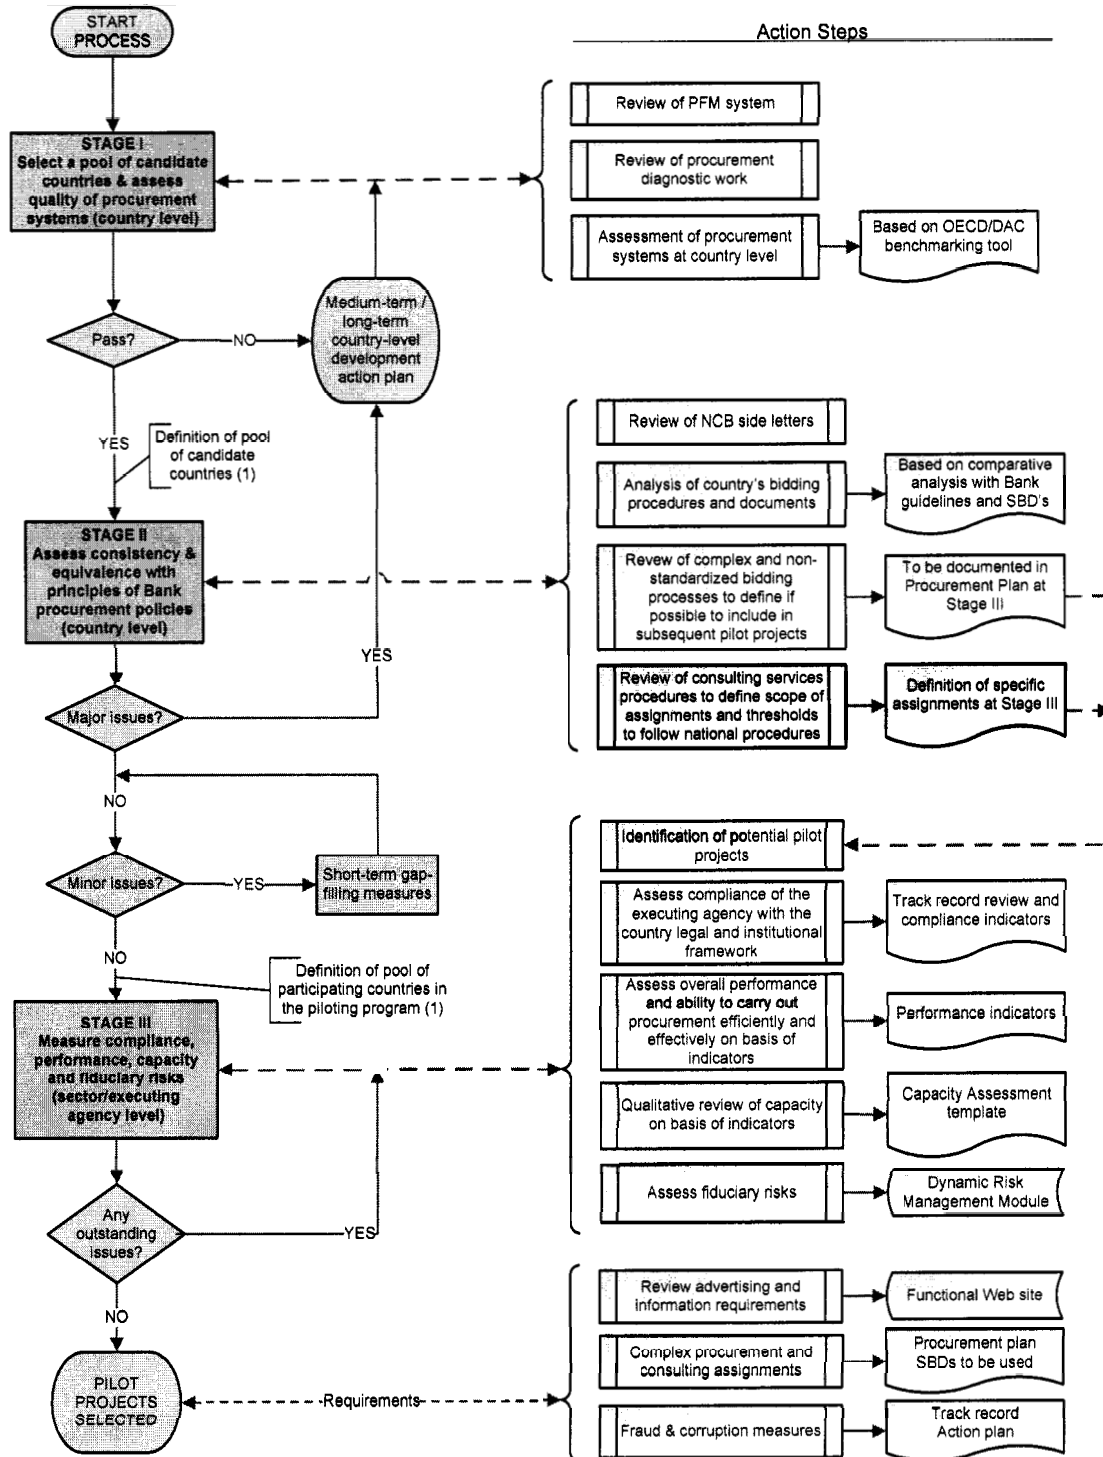 START
PROCESS
Action Steps
STAGE I
Select a pool of candidate
countries & assess
quality of procurement
systems (country level)
Review of PFM system
Review of procurement
diagnostic work
Assessment of procurement
systems at country level
Based on OECD/DAC
benchmarking tool
Pass?
NO
Medium-term /
long-term
country-level
development
action plan
YES
Definition of pool
of candidate
countries (1)
STAGE II
Assess consistency &
equivalence with
principles of Bank
procurement policies
(country level)
Review of NCB side letters
Analysis of country's bidding
procedures and documents
Based on comparative
analysis with Bank
guidelines and SBD's
Review of complex and non-
standardized bidding
processes to define if
possible to include in
subsequent pilot projects
To be documented in
Procurement Plan at
Stage III
Review of consulting services
procedures to define scope of
assignments and thresholds
to follow national procedures
Definition of specific
assignments at Stage III
YES
Major issues?
NO
Minor issues?
YES
Short-term gap-
filling measures
NO
Definition of pool of
participating countries in
the piloting program (1)
STAGE III
Measure compliance,
performance, capacity
and fiduciary risks
(sector/executing
agency level)
Identification of potential pilot
projects
Assess compliance of the
executing agency with the
country legal and institutional
framework
Track record review and
compliance indicators
Assess overall performance
and ability to carry out
procurement efficiently and
effectively on basis of
indicators
Performance indicators
Qualitative review of capacity
on basis of indicators
Capacity Assessment
template
Assess fiduciary risks
Dynamic Risk
Management Module
Any
outstanding
issues?
YES
NO
PILOT
PROJECTS
SELECTED
Requirements
Review advertising and
information requirements
Functional Web site
Complex procurement and
consulting assignments
Procurement plan
SBDs to be used
Fraud & corruption measures
Track record
Action plan